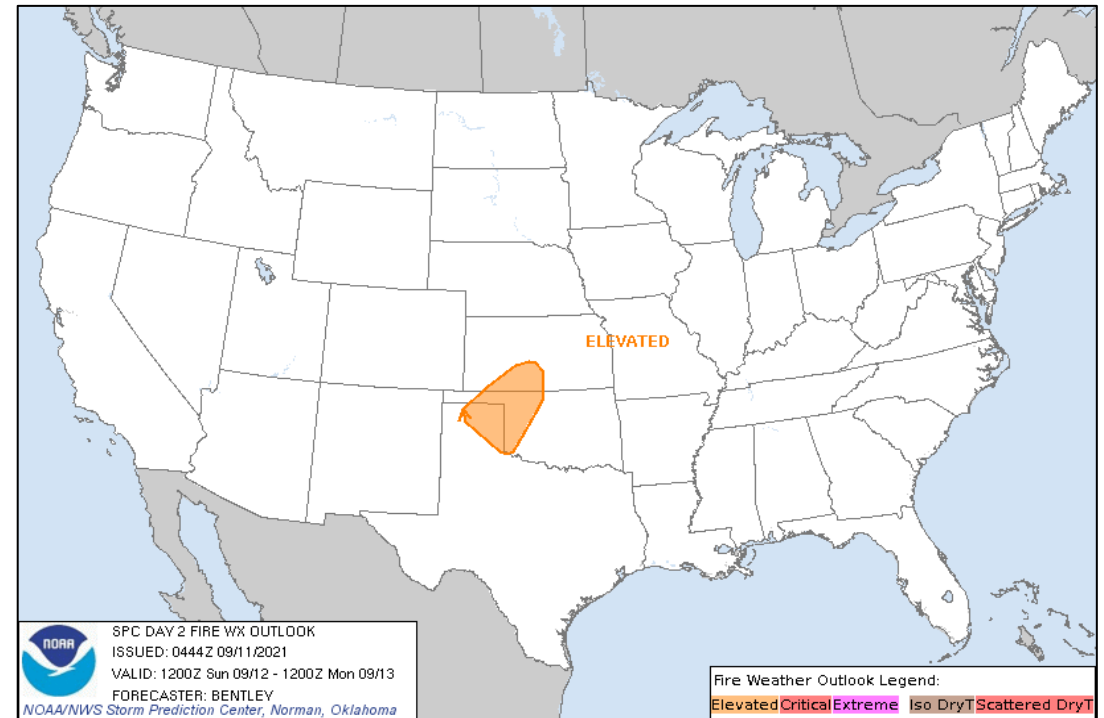 ELEVATED
NOAA
SPC DAY 2 FIRE WX OUTLOOK
ISSUED: 0444Z 09/11/2021
VALID: 1200Z Sun 09/12 - 1200Z Mon 09/13
FORECASTER: BENTLEY
NOAA/NWS Storm Prediction Center, Norman, Oklahoma
Fire Weather Outlook Legend:
Elevated Critical Extreme Iso DryT Scattered DryT